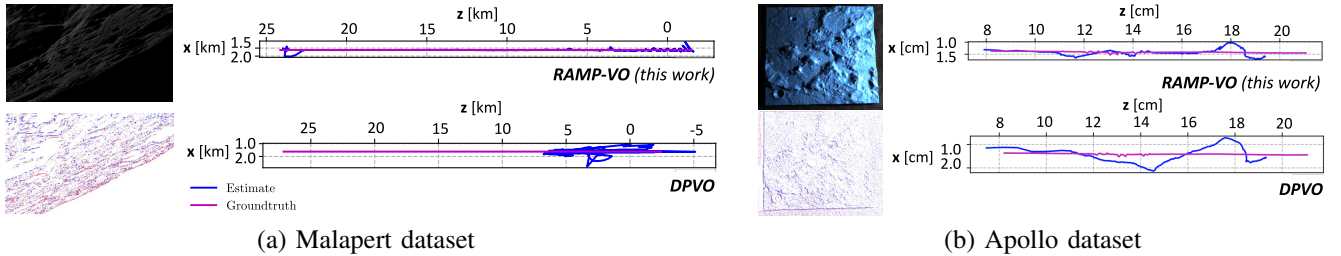 z [km]
25 20 15 10 5 0
x [km] 1.5
2.0
RAMP-VO (this work)
z [km]
25 20 15 10 5 0 -5
x [km] 1.0
2.0
DPVO
Estimate
Groundtruth
(a) Malapert dataset
z [cm]
8 10 12 14 16 18 20
x [cm] 1.0
1.5
RAMP-VO (this work)
z [cm]
8 10 12 14 16 18 20
x [cm] 1.0
2.0
DPVO
(b) Apollo dataset